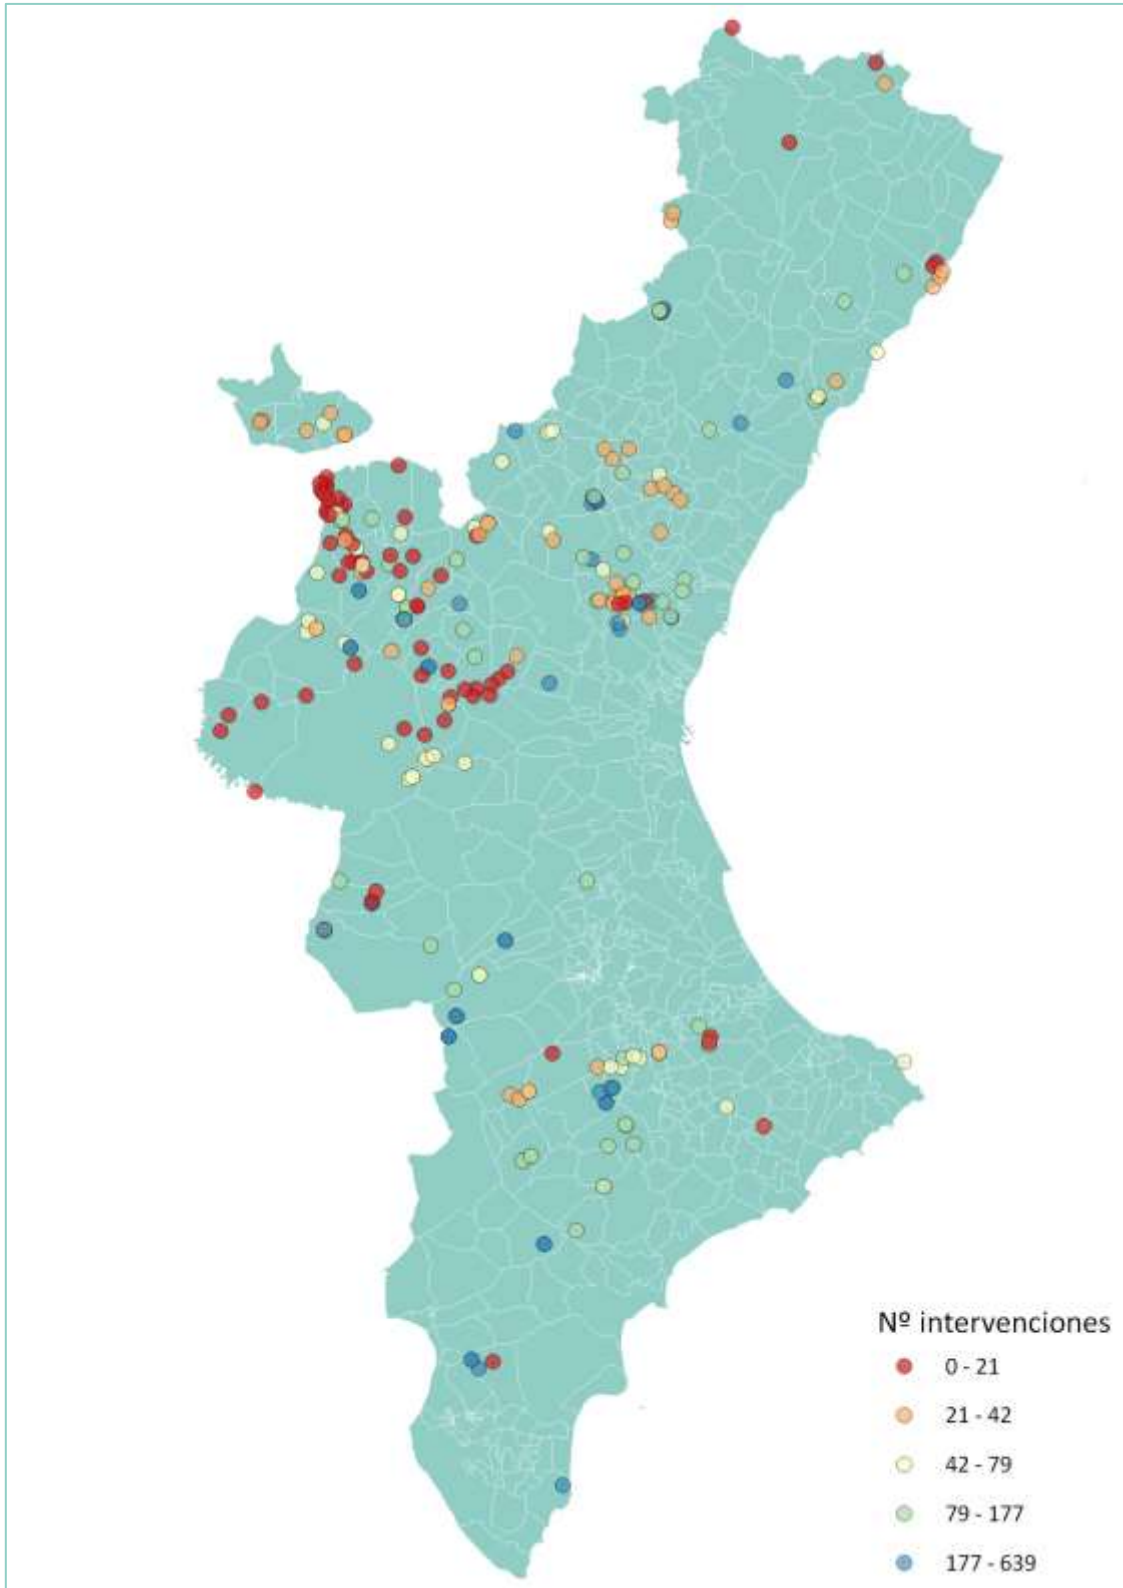 Nº intervenciones
0 - 21
21 - 42
42 - 79
79 - 177
177 - 639